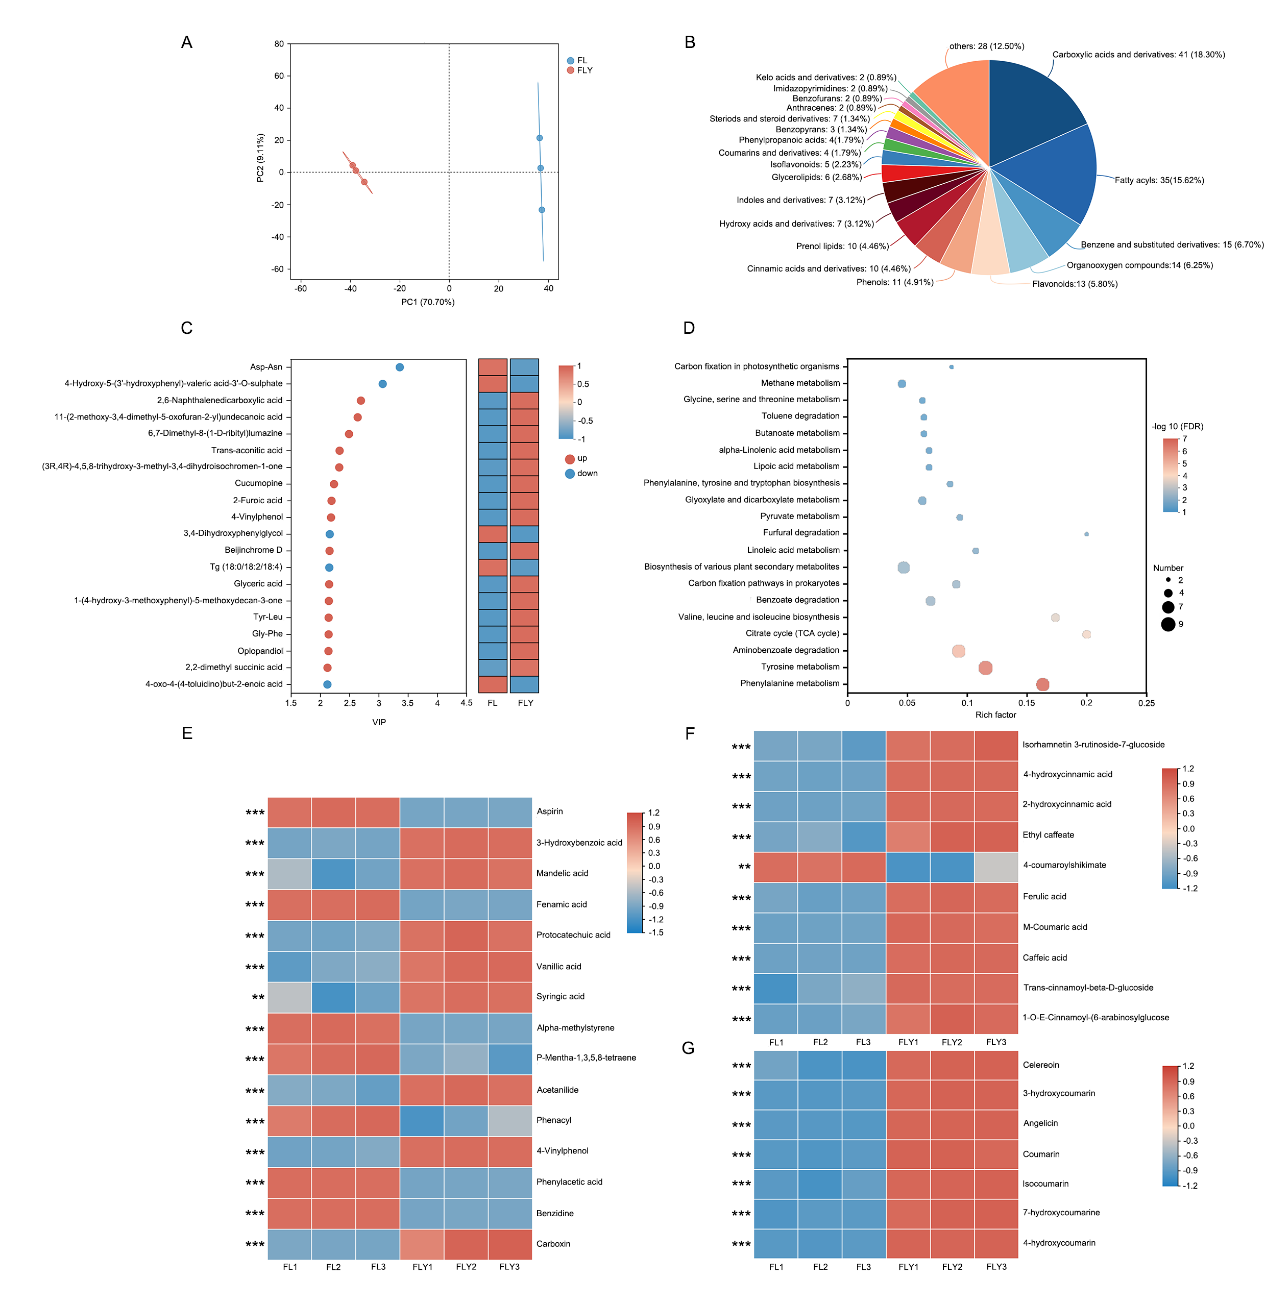 A
80
60
40
20
0
-20
-40
-60
PC2 (9.11%)
-60
-40
-20
0
20
40
PC1 (70.70%)
FL
FLY
B
others: 28 (12.50%)
Carboxylic acids and derivatives: 41 (18.30%)
Kelo acids and derivatives: 2 (0.89%)
Imidazopyrimidines: 2 (0.89%)
Benzofurans: 2 (0.89%)
Anthracenes: 2 (0.89%)
Steriods and steroid derivatives: 7 (1.34%)
Benzopyrans: 3 (1.34%)
Phenylpropanoic acids: 4(1.79%)
Coumarins and derivatives: 4 (1.79%)
Isoflavonoids: 5 (2.23%)
Glycerolipids: 6 (2.68%)
Indoles and derivatives: 7 (3.12%)
Hydroxy acids and derivatives: 7 (3.12%)
Prenol lipids: 10 (4.46%)
Cinnamic acids and derivatives: 10 (4.46%)
Phenols: 11 (4.91%)
Fatty acyls: 35(15.62%)
Benzene and substituted derivatives: 15 (6.70%)
Organooxygen compounds:14 (6.25%)
Flavonoids:13 (5.80%)
C
Asp-Asn
4-Hydroxy-5-(3'-hydroxyphenyl)-valeric acid-3'-O-sulphate
2,6-Naphthalenedicarboxylic acid
11-(2-methoxy-3,4-dimethyl-5-oxofuran-2-yl)undecanoic acid
6,7-Dimethyl-8-(1-D-ribityl)lumazine
Trans-aconitic acid
(3R,4R)-4,5,8-trihydroxy-3-methyl-3,4-dihydroisochromen-1-one
Cucumopine
2-Furoic acid
4-Vinylphenol
3,4-Dihydroxyphenylglycol
Beijinchrome D
Tg (18:0/18:2/18:4)
Glyceric acid
1-(4-hydroxy-3-methoxyphenyl)-5-methoxydecan-3-one
Tyr-Leu
Gly-Phe
Oplopandiol
2,2-dimethyl succinic acid
4-oxo-4-(4-toluidino)but-2-enoic acid
1.5
2
2.5
3
3.5
4
4.5
VIP
FL
FLY
1
0.5
0
-0.5
-1
up
down
D
Carbon fixation in photosynthetic organisms
Methane metabolism
Glycine, serine and threonine metabolism
Toluene degradation
Butanoate metabolism
alpha-Linolenic acid metabolism
Lipoic acid metabolism
Phenylalanine, tyrosine and tryptophan biosynthesis
Glyoxylate and dicarboxylate metabolism
Pyruvate metabolism
Furfural degradation
Linoleic acid metabolism
Biosynthesis of various plant secondary metabolites
Carbon fixation pathways in prokaryotes
Benzoate degradation
Valine, leucine and isoleucine biosynthesis
Citrate cycle (TCA cycle)
Aminobenzoate degradation
Tyrosine metabolism
Phenylalanine metabolism
0
0.05
0.1
0.15
0.2
0.25
Rich factor
-log 10 (FDR)
7
6
5
4
3
2
1
Number
2
4
7
9
E
*** Aspirin
*** 3-Hydroxybenzoic acid
*** Mandelic acid
*** Fenamic acid
*** Protocatechuic acid
*** Vanillic acid
** Syringic acid
*** Alpha-methylstyrene
*** P-Mentha-1,3,5,8-tetraene
*** Acetanilide
*** Phenacyl
*** 4-Vinylphenol
*** Phenylacetic acid
*** Benzidine
*** Carboxin
FL1 FL2 FL3 FLY1 FLY2 FLY3
1.2
0.9
0.6
0.3
0.0
-0.3
-0.6
-0.9
-1.2
-1.5
F
*** Isorhamnetin 3-rutinoside-7-glucoside
*** 4-hydroxycinnamic acid
*** 2-hydroxycinnamic acid
*** Ethyl caffeate
** 4-coumaroylshikimate
*** Ferulic acid
*** M-Coumaric acid
*** Caffeic acid
*** Trans-cinnamoyl-beta-D-glucoside
*** 1-O-E-Cinnamoyl-(6-arabinosylglucose
FL1 FL2 FL3 FLY1 FLY2 FLY3
1.2
0.9
0.6
0.3
0.0
-0.3
-0.6
-0.9
-1.2
G
*** Celereoin
*** 3-hydroxycoumarin
*** Angelicin
*** Coumarin
*** Isocoumarin
*** 7-hydroxycoumarine
*** 4-hydroxycoumarin
FL1 FL2 FL3 FLY1 FLY2 FLY3
1.2
0.9
0.6
0.3
0.0
-0.3
-0.6
-0.9
-1.2